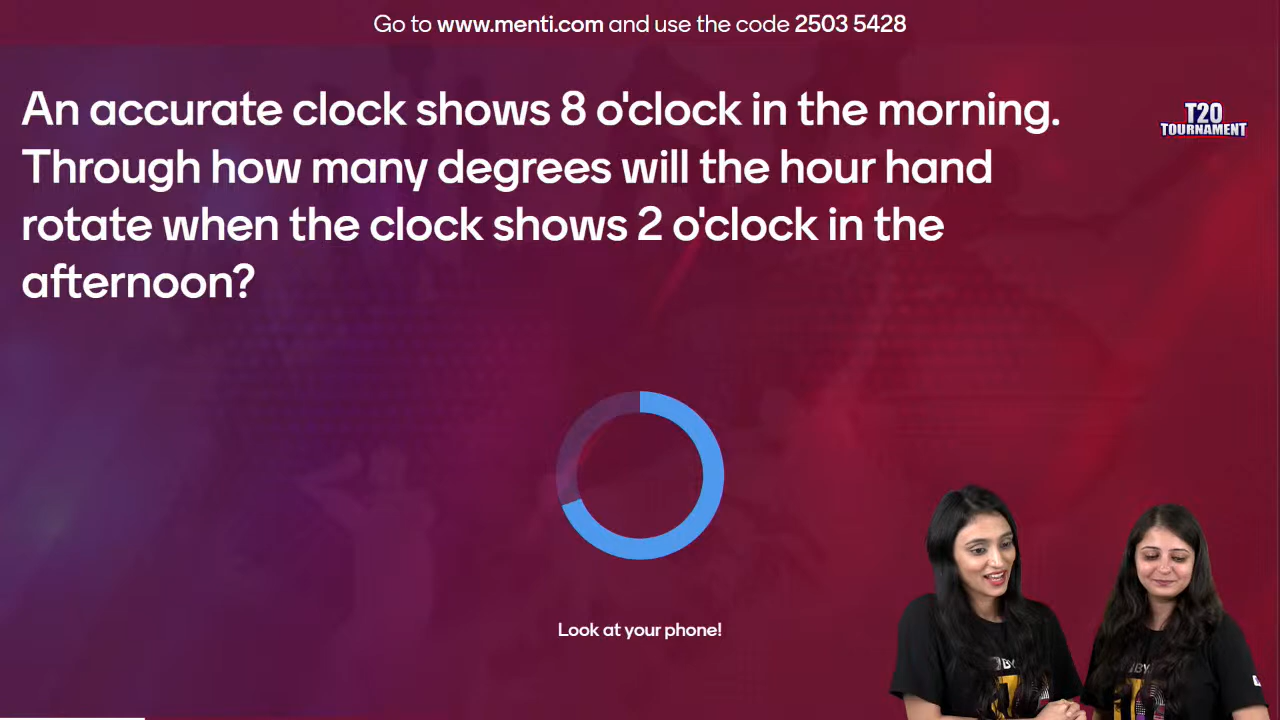 Go to www.menti.com and use the code 2503 5428
An accurate clock shows 8 o'clock in the morning.
Through how many degrees will the hour hand
rotate when the clock shows 2 o'clock in the
afternoon?
T20
TOURNAMENT
Look at your phone!